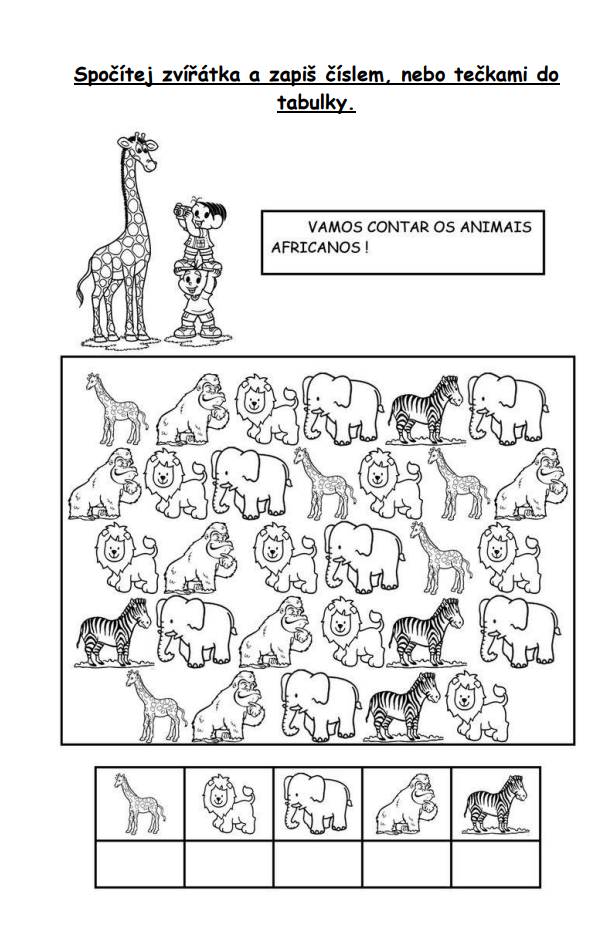 Spočítej zvířátka a zapiš číslem, nebo tečkami do
tabulky.
VAMOS CONTAR OS ANIMAIS
AFRICANOS !